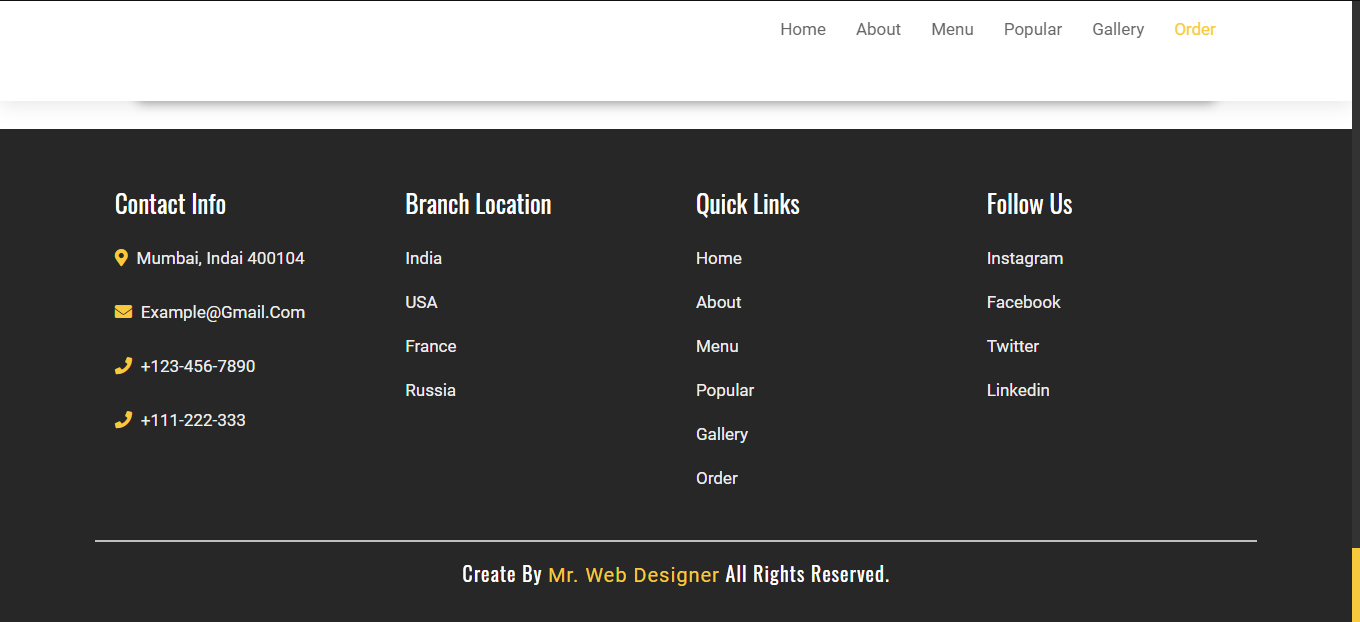 Home About Menu Popular Gallery Order
Contact Info
Mumbai, Indai 400104
Example@Gmail.Com
+123-456-7890
+111-222-333
Branch Location
India
USA
France
Russia
Quick Links
Home
About
Menu
Popular
Gallery
Order
Follow Us
Instagram
Facebook
Twitter
Linkedin
Create By Mr. Web Designer All Rights Reserved.